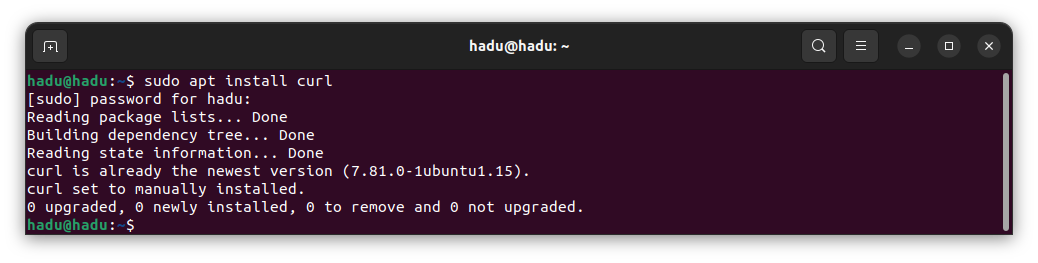 hadu@hadu: ~
hadu@hadu:~$ sudo apt install curl
[sudo] password for hadu:
Reading package lists... Done
Building dependency tree... Done
Reading state information... Done
curl is already the newest version (7.81.0-1ubuntu1.15).
curl set to manually installed.
0 upgraded, 0 newly installed, 0 to remove and 0 not upgraded.
hadu@hadu:~$